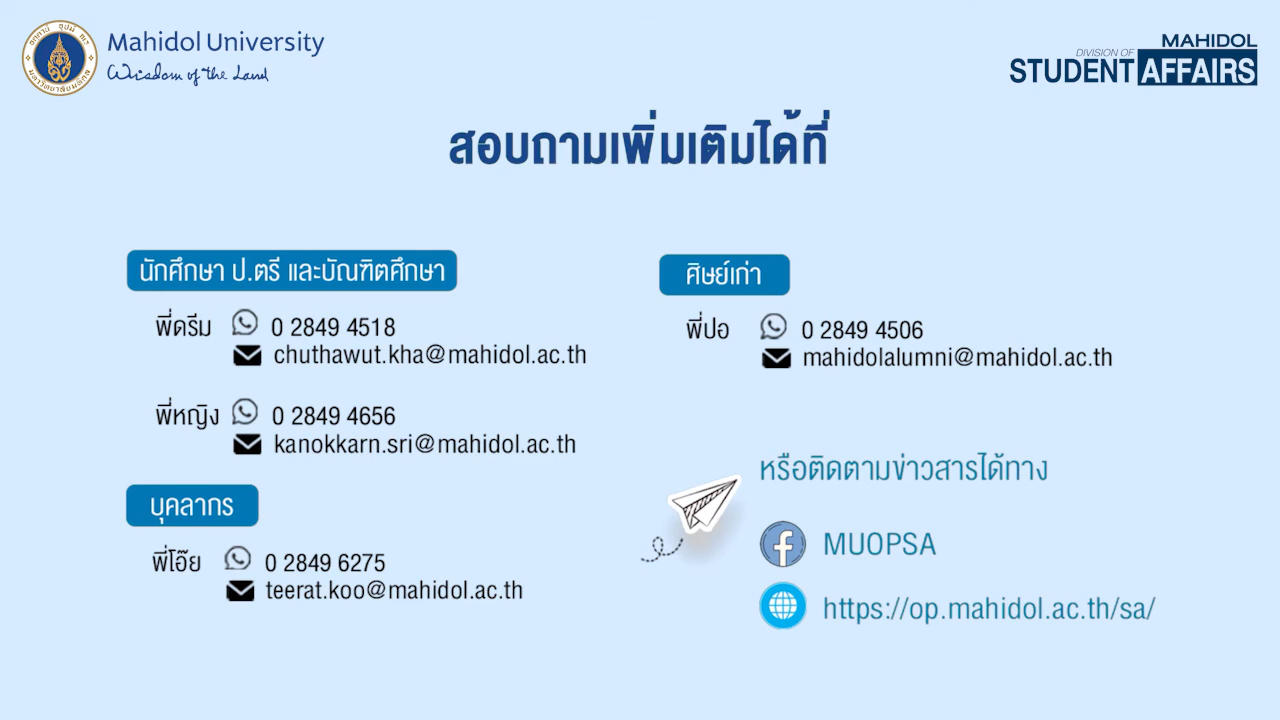 Mahidol University
Wisdom of the Land
MAHIDOL
DIVISION OF
STUDENT AFFAIRS
สอบถามเพิ่มเติมได้ที่
นักศึกษา ป.ตรี และบัณฑิตศึกษา
พี่ดรีม 0 2849 4518
chuthawut.kha@mahidol.ac.th
พี่หญิง 0 2849 4656
kanokkarn.sri@mahidol.ac.th
บุคลากร
พี่โอ๊ย 0 2849 6275
teerat.koo@mahidol.ac.th
ศิษย์เก่า
พี่ปอ 0 2849 4506
mahidolalumni@mahidol.ac.th
หรือติดตามข่าวสารได้ทาง
MUOPSA
https://op.mahidol.ac.th/sa/